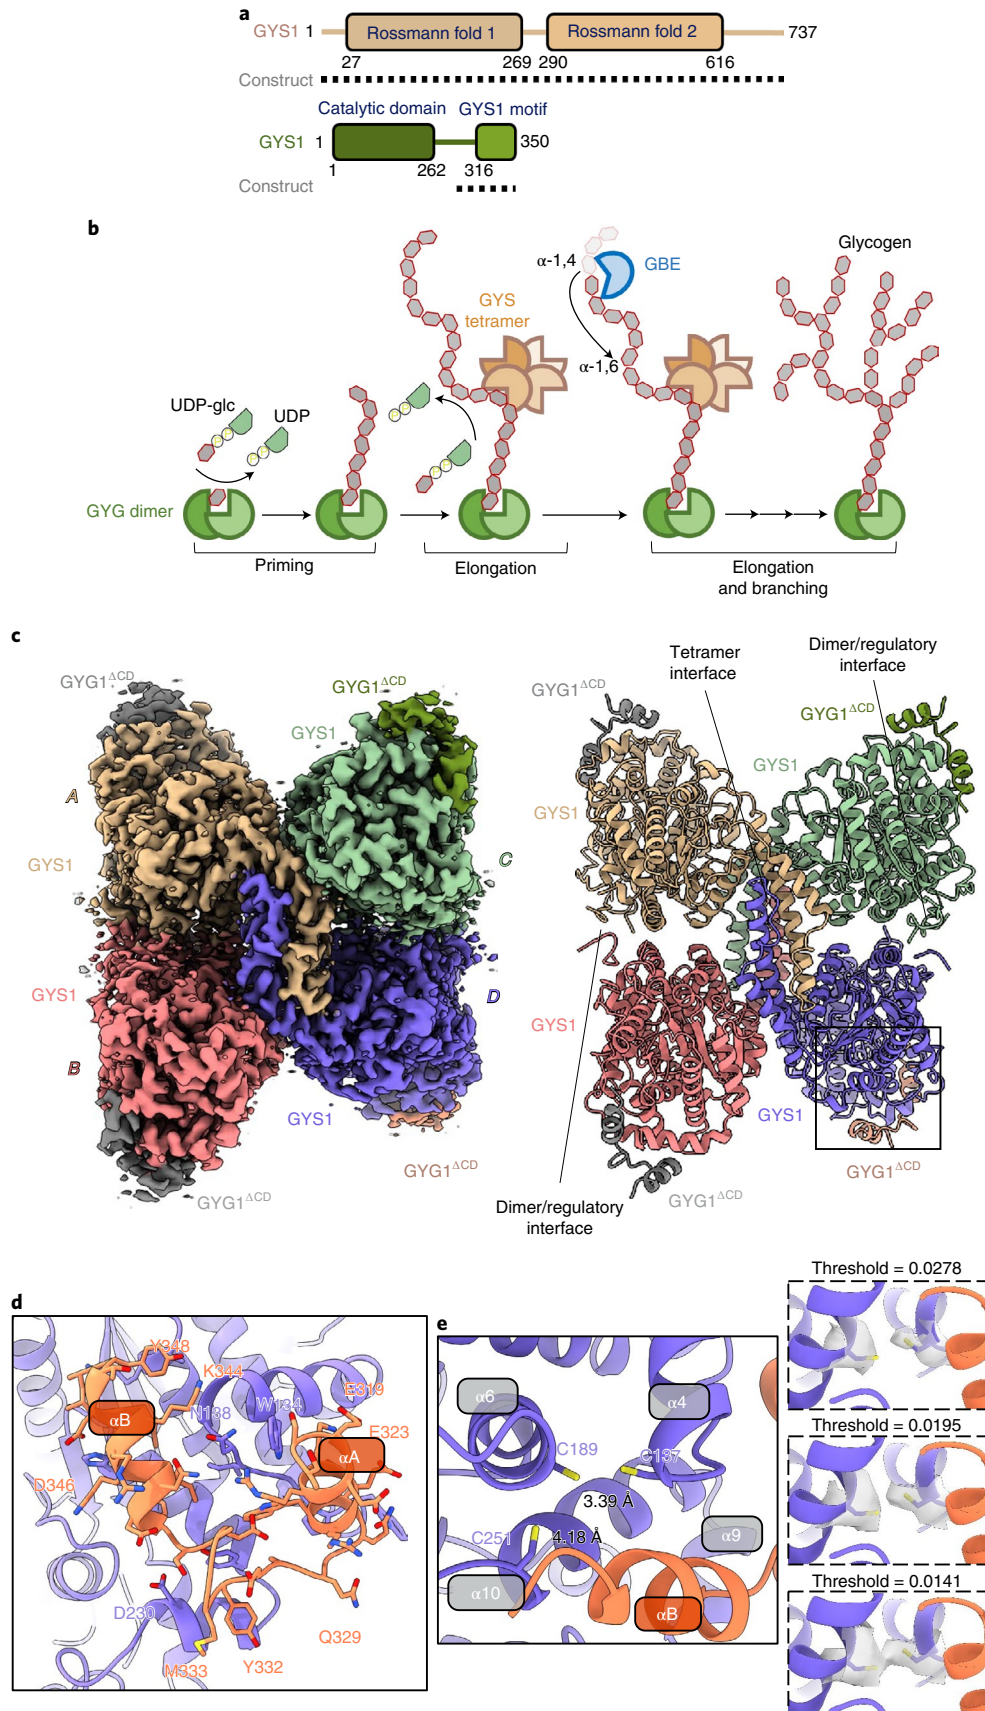 a
GYS1 1 Rossmann fold 1 Rossmann fold 2 737
27 269 290 616
Construct
Catalytic domain GYS1 motif
GYS1 1 350
1 262 316
Construct
b
α-1,4 GBE Glycogen
GYS
tetramer
α-1,6
UDP-glc
UDP
P P
P P
P P
P P
GYG dimer
Priming Elongation Elongation
and branching
c
Tetramer
interface
Dimer/regulatory
interface
GYG1ΔCD GYG1ΔCD GYG1ΔCD GYG1ΔCD
GYS1 GYS1
A
GYS1 GYS1
C
GYS1 D
GYS1
B
GYS1 GYS1
GYG1ΔCD GYG1ΔCD
GYG1ΔCD GYG1ΔCD
Dimer/regulatory
interface
d
Y348
K344 E319
N138 W134
αB E323
αA
D346
D230
Q329
M333 Y332
e
α6 α4
C189 C137
3.39 Å
C251 4.18 Å α9
α10 αB
Threshold = 0.0278
Threshold = 0.0195
Threshold = 0.0141